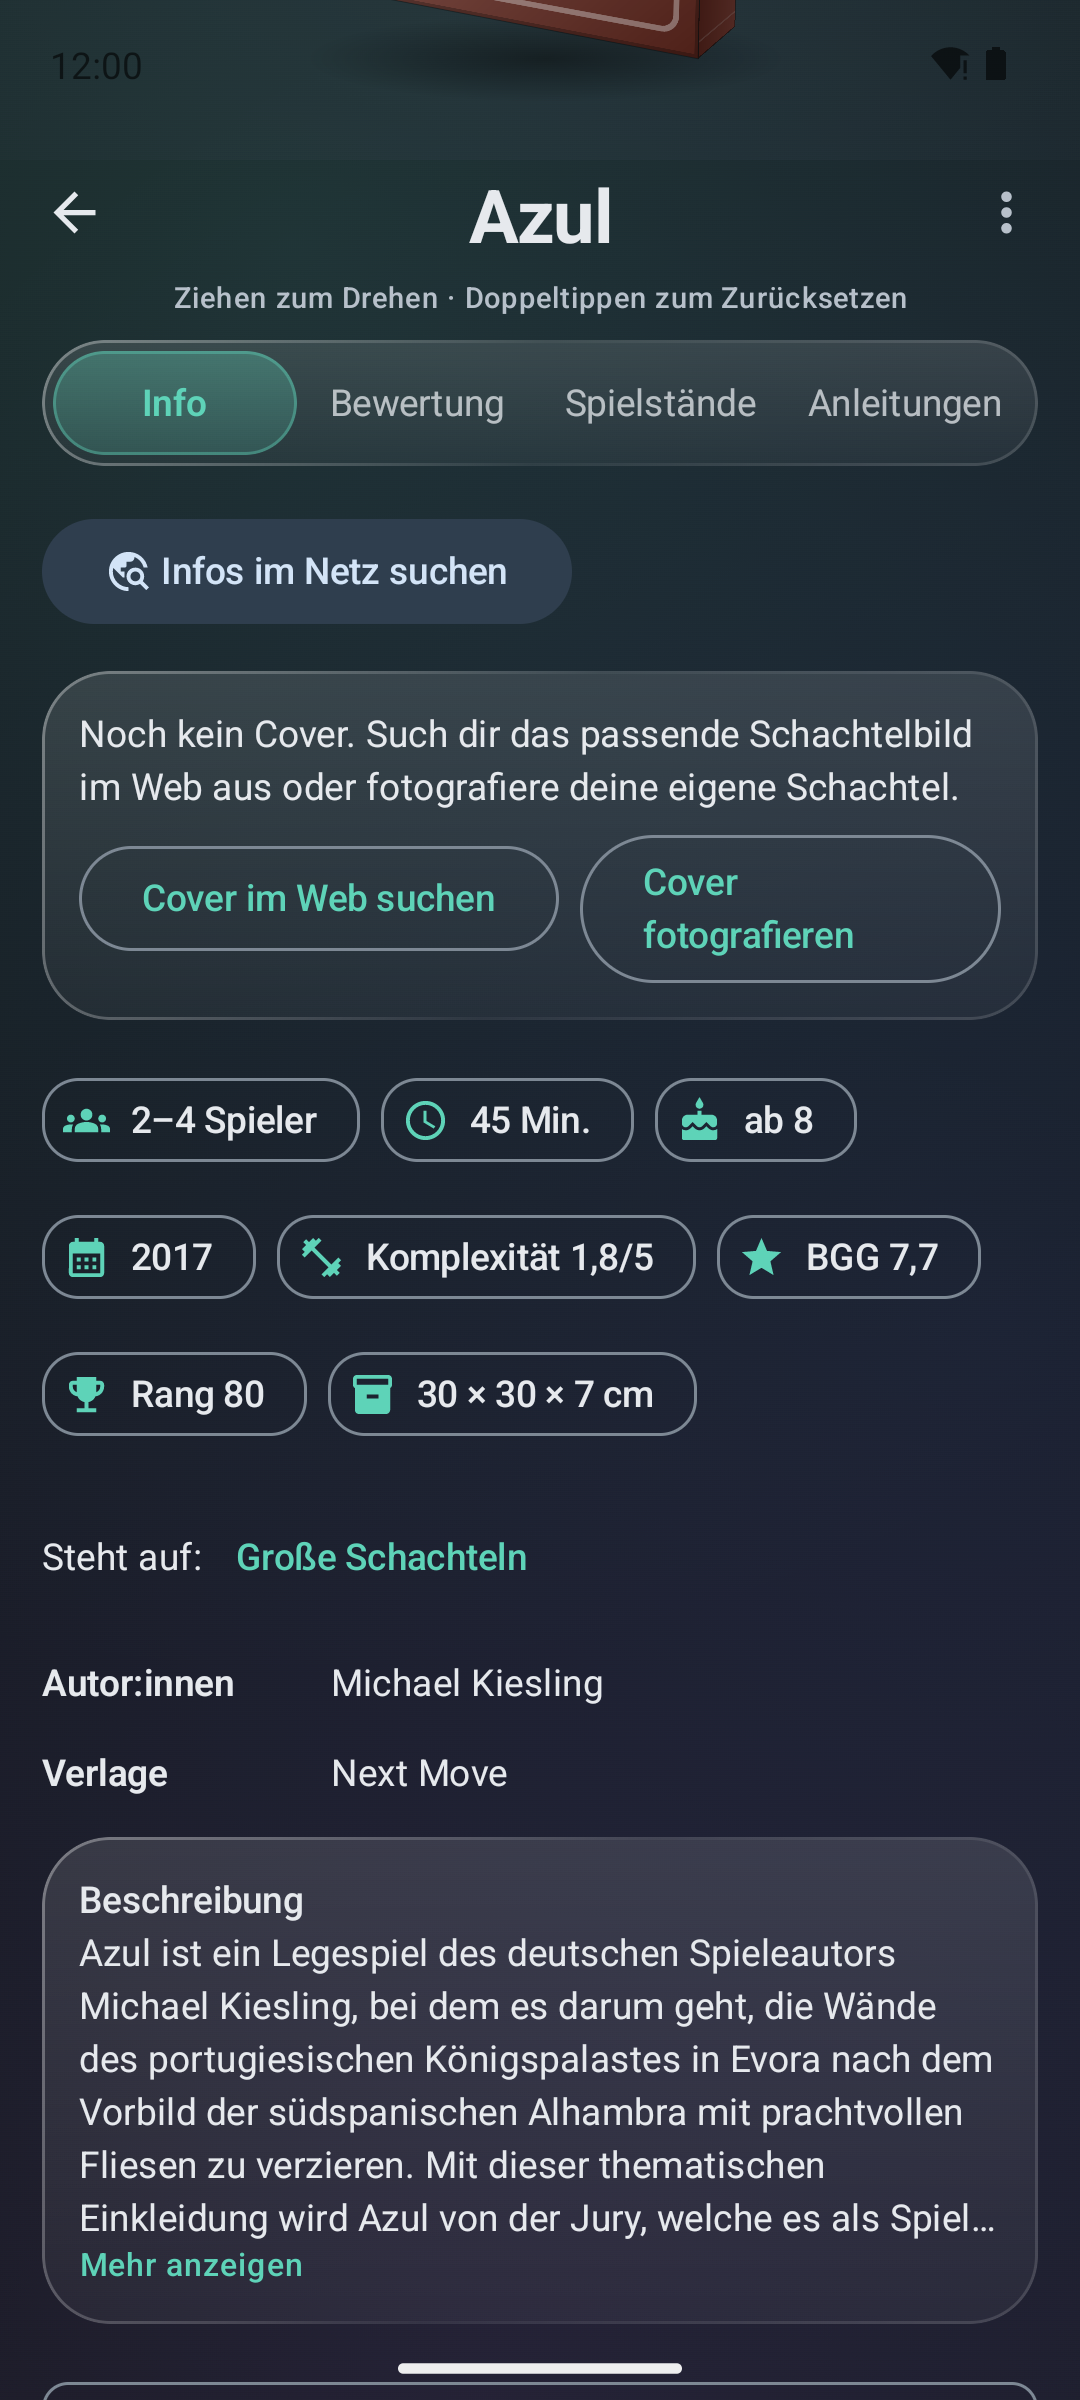 12:00
Azul
Ziehen zum Drehen · Doppeltippen zum Zurücksetzen
Info
Bewertung
Spielstände
Anleitungen
Infos im Netz suchen
Noch kein Cover. Such dir das passende Schachtelbild
im Web aus oder fotografiere deine eigene Schachtel.
Cover im Web suchen
Cover
fotografieren
2–4 Spieler
45 Min.
ab 8
2017
Komplexität 1,8/5
BGG 7,7
Rang 80
30 × 30 × 7 cm
Steht auf: Große Schachteln
Autor:innen Michael Kiesling
Verlage Next Move
Beschreibung
Azul ist ein Legespiel des deutschen Spieleautors
Michael Kiesling, bei dem es darum geht, die Wände
des portugiesischen Königspalastes in Evora nach dem
Vorbild der südspanischen Alhambra mit prachtvollen
Fliesen zu verzieren. Mit dieser thematischen
Einkleidung wird Azul von der Jury, welche es als Spiel…
Mehr anzeigen